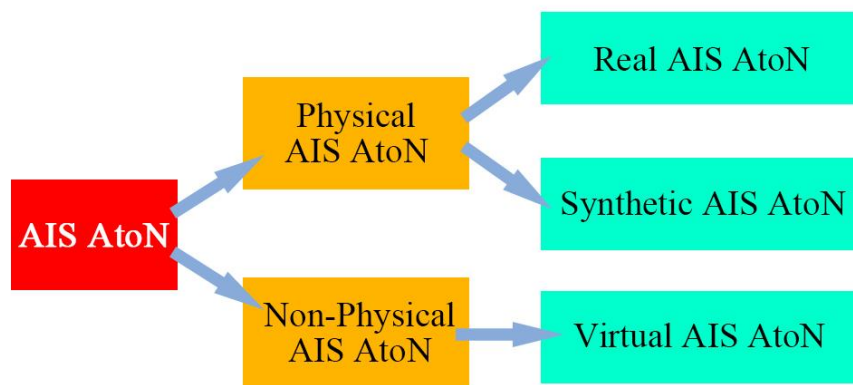 AIS AtoN
Physical
AIS AtoN
Non-Physical
AIS AtoN
Real AIS AtoN
Synthetic AIS AtoN
Virtual AIS AtoN